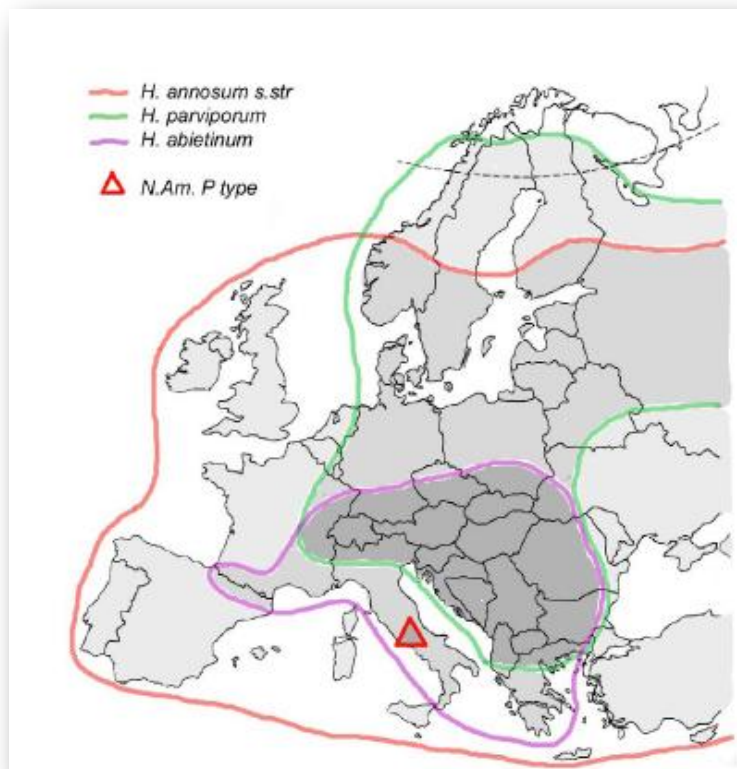 H. annosum s.str
H. parviporum
H. abietinum
N.Am. P type